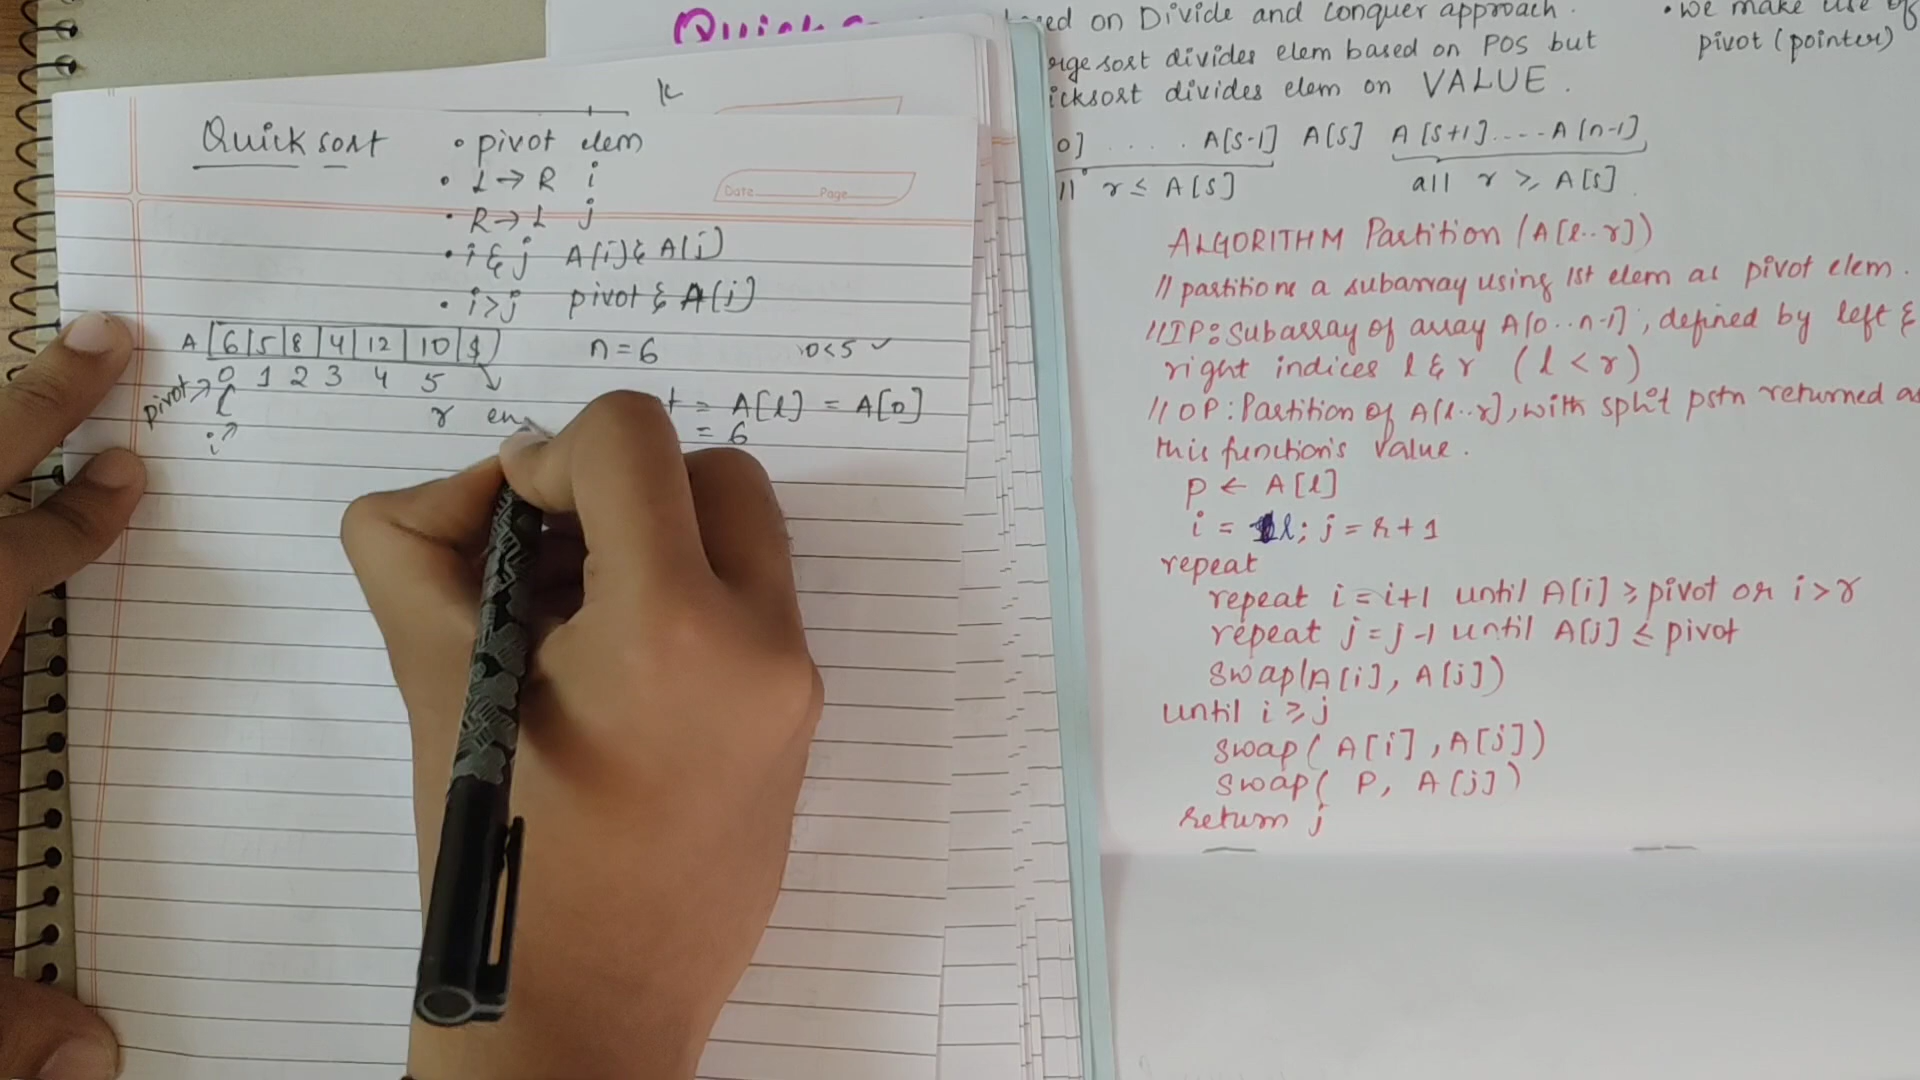 Quick sort
• pivot elem
• L → R i
• R → L j
• i & j A[i] & A[j]
• i>j pivot & A[j]
A 6 5 8 4 12 10 $
n = 6
0<5 ✓
0 1 2 3 4 5
pivot →
l
r
= A[l] = A[0]
= 6
i
Date Page
on Divide and Conquer approach.
sort divides elem based on POS but
divides elem on VALUE.
• We make use of
pivot (pointer)
0] .... A[s-1] A[s] A[s+1]....A[n-1]
r ≤ A[s] all r ≥ A[s]
ALGORITHM Partition (A[l..r])
// partitions a subarray using 1st elem as pivot elem.
// IP: Subarray of array A[0..n-1], defined by left &
right indices l & r (l < r)
// OP: Partition of A[l..r], with split pstn returned as
this function's value.
p ← A[l]
i = l; j = r + 1
repeat
repeat i = i+1 until A[i] ≥ pivot or i > r
repeat j = j-1 until A[j] ≤ pivot
swap(A[i], A[j])
until i ≥ j
swap( A[i], A[j])
swap( P, A[j])
return j